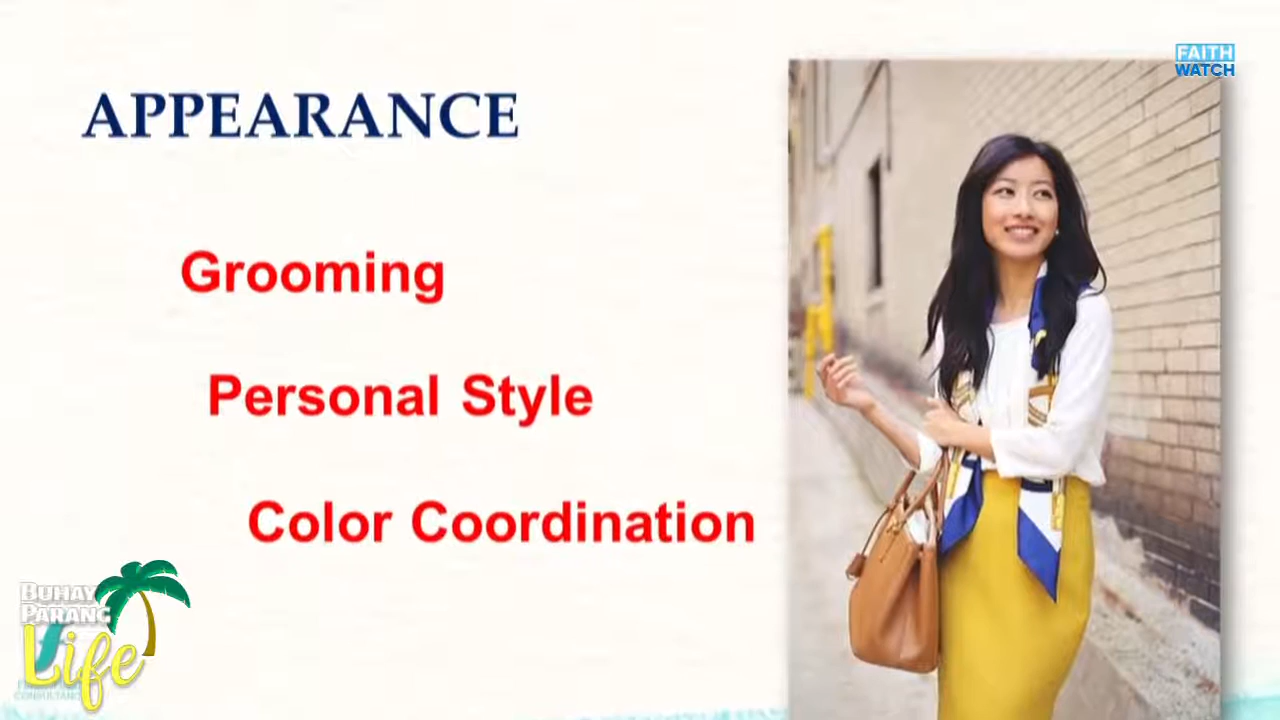 FAITH
WATCH
APPEARANCE
Grooming
Personal Style
Color Coordination
BUHAY
PARANG
Life